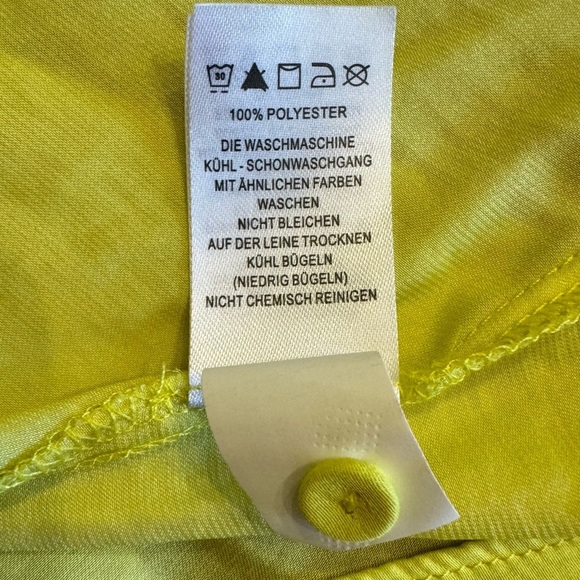 30
100% POLYESTER
DIE WASCHMASCHINE
KÜHL - SCHONWASCHGANG
MIT ÄHNLICHEN FARBEN
WASCHEN
NICHT BLEICHEN
AUF DER LEINE TROCKNEN
KÜHL BÜGELN
(NIEDRIG BÜGELN)
NICHT CHEMISCH REINIGEN